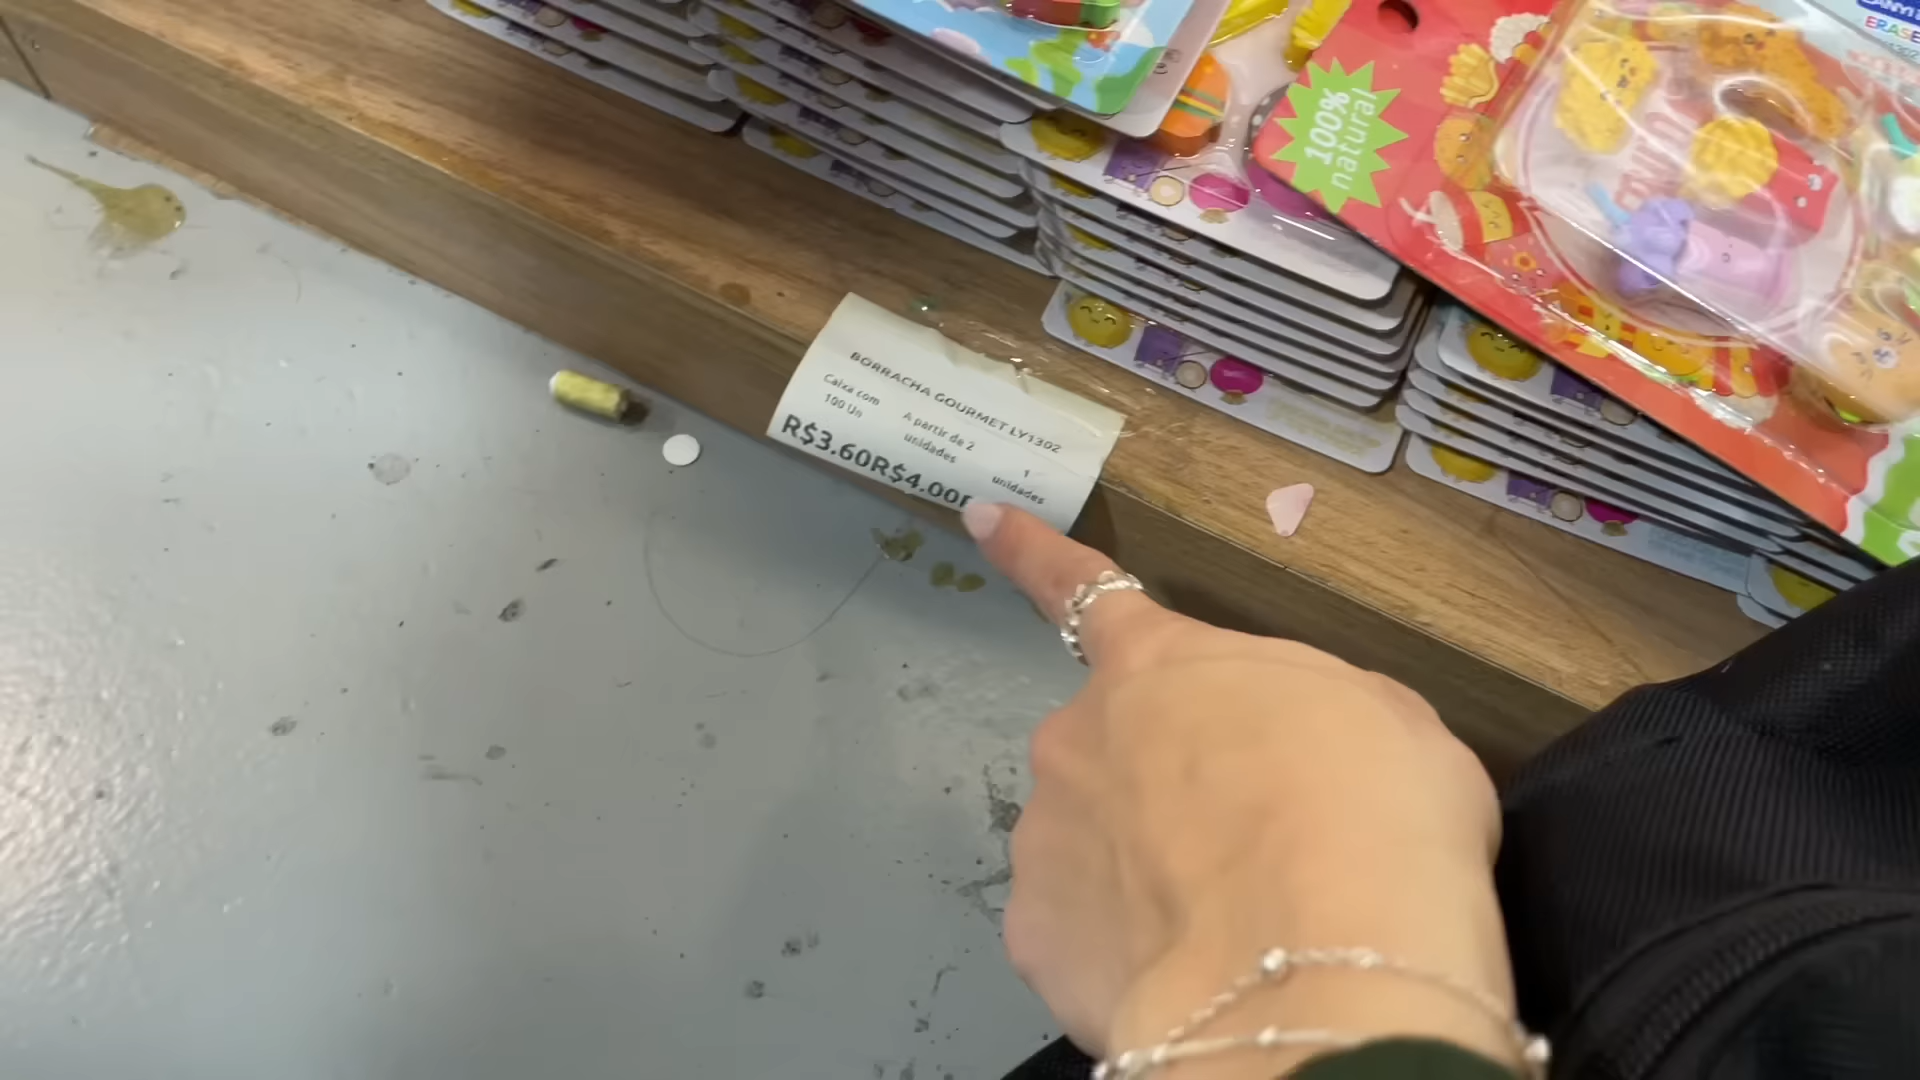 BORRACHA GOURMET LY1302
Caixa com
100 Un
A partir de 2
unidades
1
unidades
R$3.60R$4.00
100%
natural